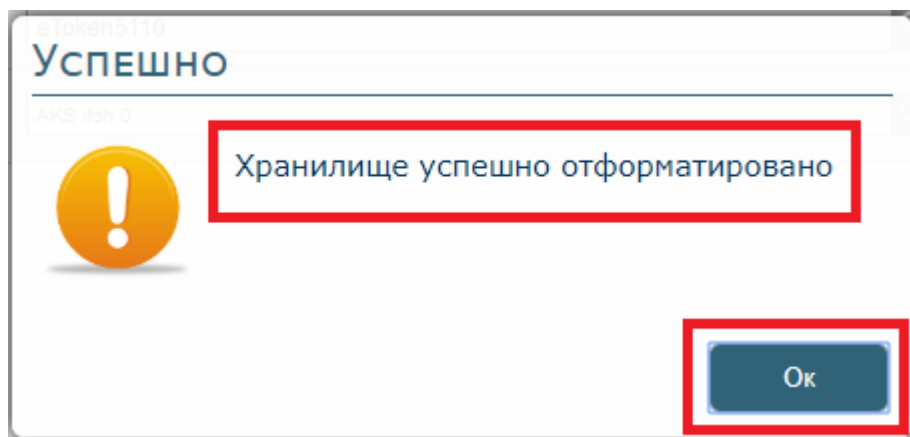 eToken5110
Успешно
AKS ifdh 0
Хранилище успешно отформатировано
Ок